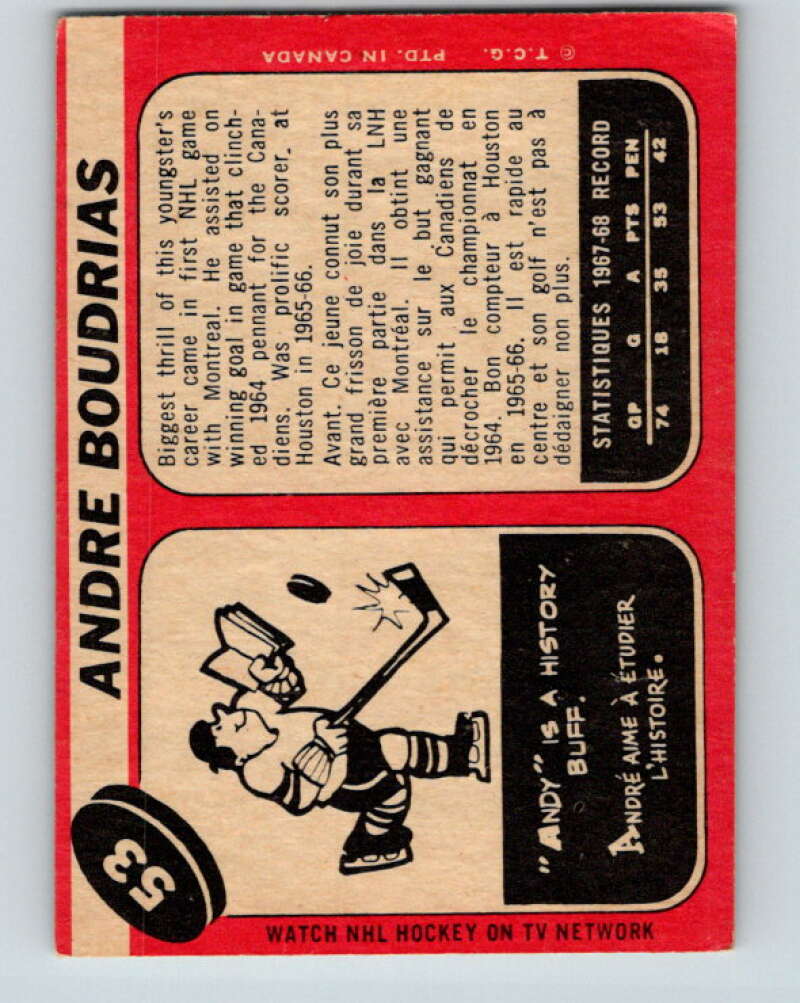 53
ANDRE BOUDRIAS
"ANDY" IS A HISTORY
BUFF.
ANDRÉ AIME À ÉTUDIER
L'HISTOIRE.
Biggest thrill of this youngster's
career came in first NHL game
with Montreal. He assisted on
winning goal in game that clinch-
ed 1964 pennant for the Cana-
diens. Was prolific scorer, at
Houston in 1965-66.
Avant. Ce jeune connut son plus
grand frisson de joie durant sa
première partie dans la LNH
avec Montréal. Il obtint une
assistance sur le but gagnant
qui permit aux Canadiens de
décrocher le championnat en
1964. Bon compteur à Houston
en 1965-66. Il est rapide au
centre et son golf n'est pas à
dédaigner non plus.
STATISTIQUES 1967-68 RECORD
GP G A PTS PEN
74 18 35 53 42
WATCH NHL HOCKEY ON TV NETWORK
© T.C.G. PTD. IN CANADA